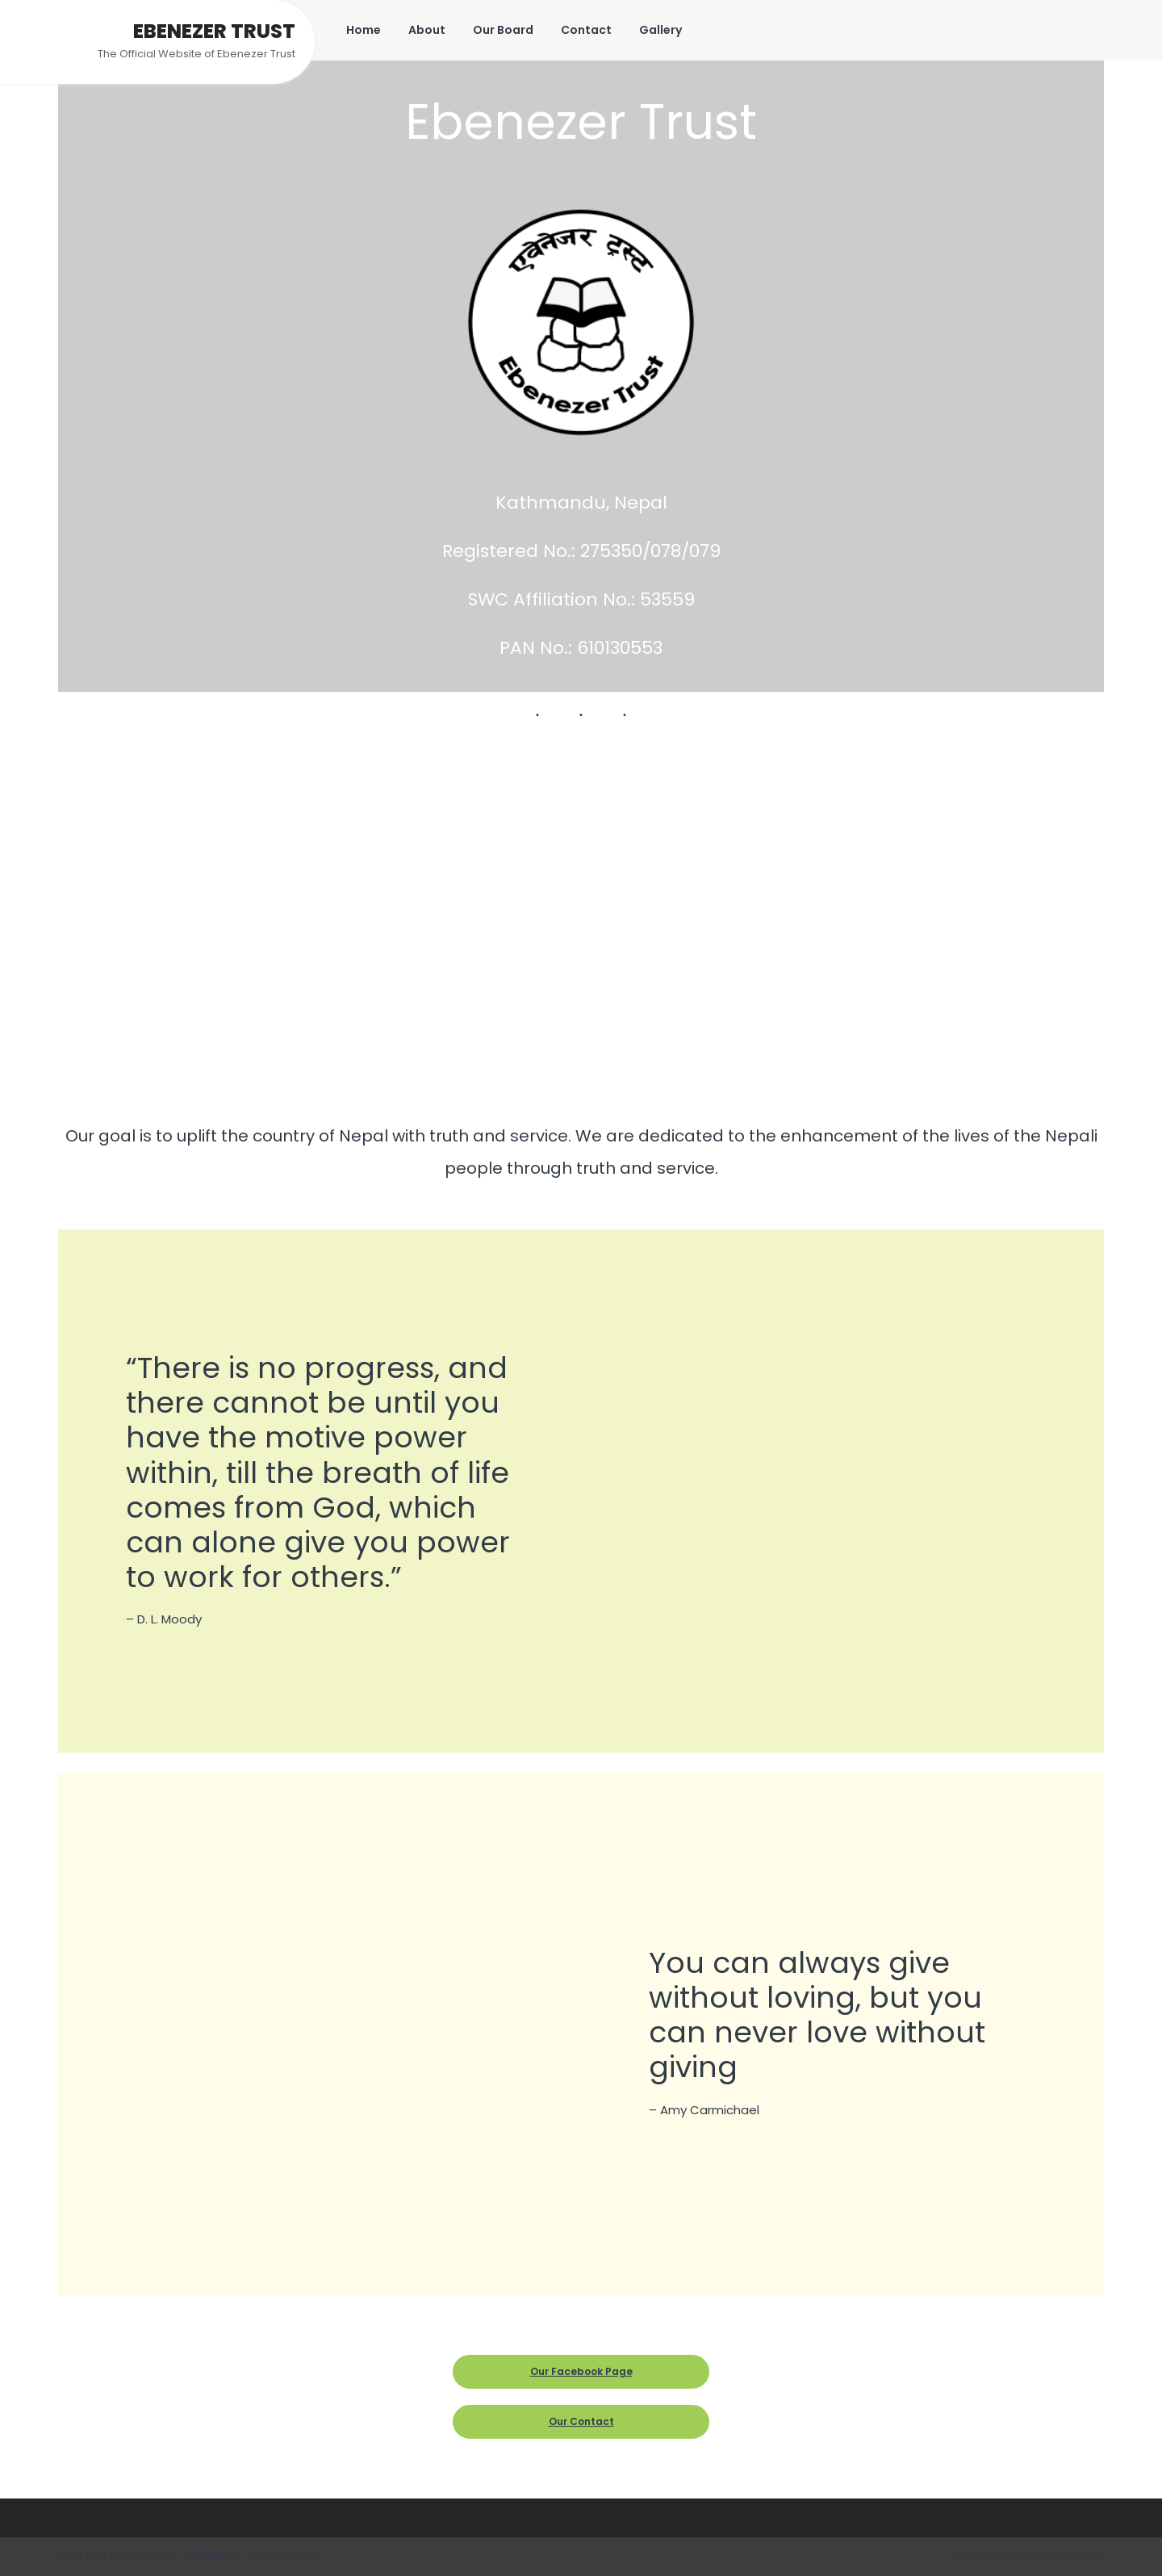 EBENEZER TRUST
The Official Website of Ebenezer Trust
Home About Our Board Contact Gallery
Ebenezer Trust
एवेनेजर ट्रस्ट
Ebenezer Trust
Kathmandu, Nepal
Registered No.: 275350/078/079
SWC Affiliation No.: 53559
PAN No.: 610130553
. . .
Our goal is to uplift the country of Nepal with truth and service. We are dedicated to the enhancement of the lives of the Nepali
people through truth and service.
“There is no progress, and
there cannot be until you
have the motive power
within, till the breath of life
comes from God, which
can alone give you power
to work for others.”
– D. L. Moody
You can always give
without loving, but you
can never love without
giving
– Amy Carmichael
Our Facebook Page
Our Contact